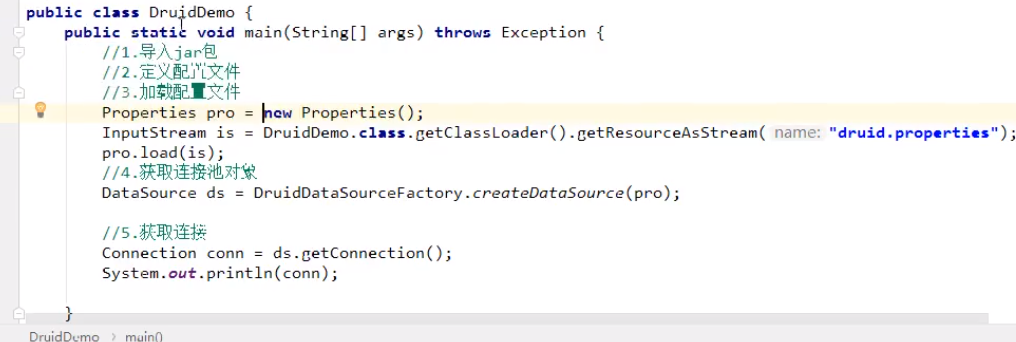 public class DruidDemo {
public static void main(String[] args) throws Exception {
//1.导入jar包
//2.定义配置文件
//3.加载配置文件
Properties pro = new Properties();
InputStream is = DruidDemo.class.getClassLoader().getResourceAsStream( name: "druid.properties");
pro.load(is);
//4.获取连接池对象
DataSource ds = DruidDataSourceFactory.createDataSource(pro);
//5.获取连接
Connection conn = ds.getConnection();
System.out.println(conn);
}
DruidDemo > main()